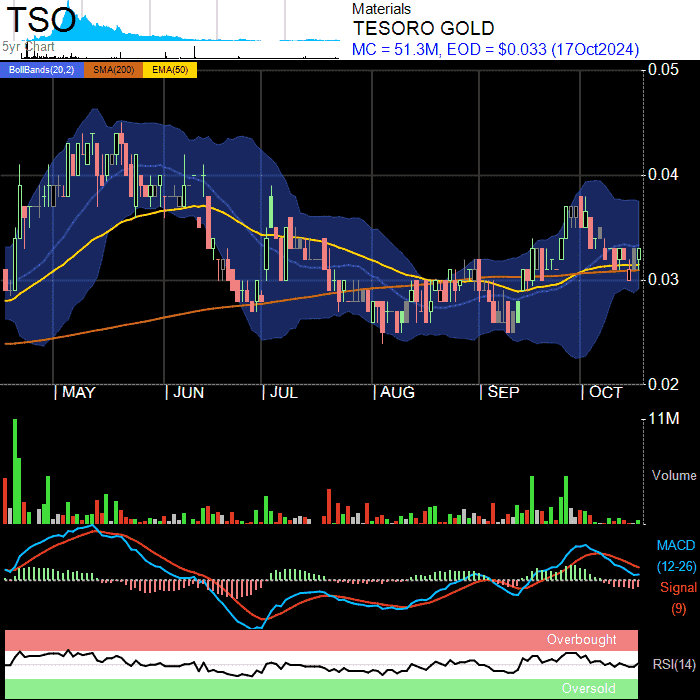 TSO
5yr Chart
Materials
TESORO GOLD
MC = 51.3M, EOD = $0.033 (17Oct2024)
BollBands(20,2) SMA(200) EMA(50)
0.05
0.04
0.03
0.02
MAY JUN JUL AUG SEP OCT
11M
Volume
MACD
(12-26)
Signal
(9)
Overbought
RSI(14)
Oversold